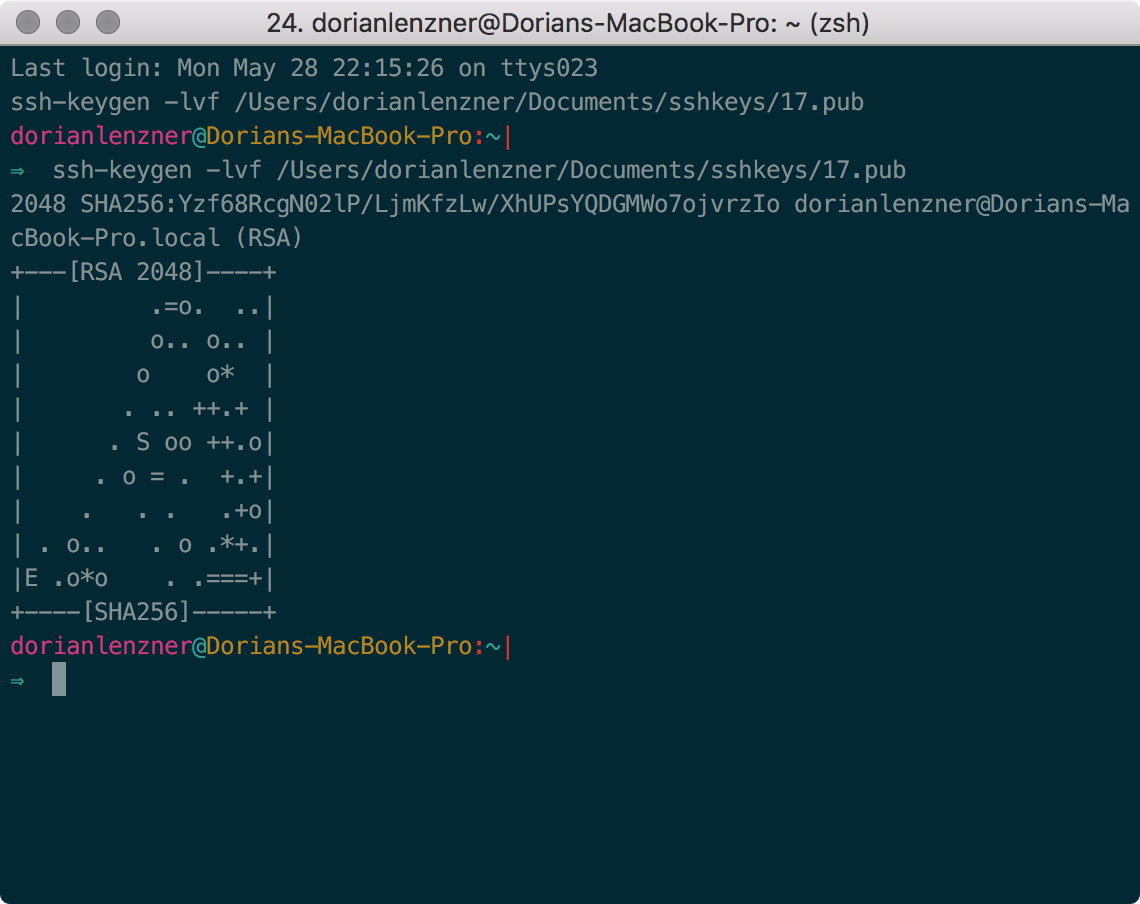 24. dorianlenzner@Dorians-MacBook-Pro: ~ (zsh)
Last login: Mon May 28 22:15:26 on ttys023
ssh-keygen -lvf /Users/dorianlenzner/Documents/sshkeys/17.pub
dorianlenzner@Dorians-MacBook-Pro:~|
⇒  ssh-keygen -lvf /Users/dorianlenzner/Documents/sshkeys/17.pub
2048 SHA256:Yzf68RcgN02lP/LjmKfzLw/XhUPsYQDGMWo7ojvrzIo dorianlenzner@Dorians-Ma
cBook-Pro.local (RSA)
+---[RSA 2048]----+
|         .=o.  ..|
|         o.. o.. |
|        o    o*  |
|       . .. ++.+ |
|      . S oo ++.o|
|     . o = .  +.+|
|    .   . .   .+o|
| . o..   . o .*+.|
|E .o*o    . .===+|
+----[SHA256]-----+
dorianlenzner@Dorians-MacBook-Pro:~|
⇒